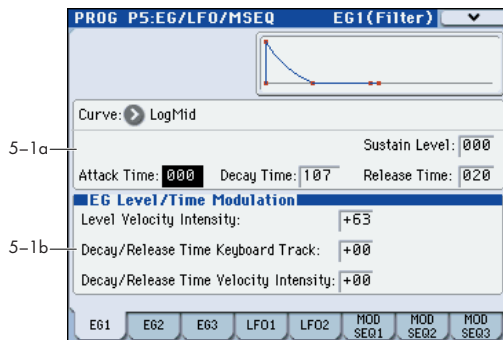 PROG P5:EG/LFO/MSEQ EG1(Filter)
Curve: LogMid
5–1a
Sustain Level: 000
Attack Time: 000 Decay Time: 107 Release Time: 020
EG Level/Time Modulation
Level Velocity Intensity: +63
5–1b
Decay/Release Time Keyboard Track: +00
Decay/Release Time Velocity Intensity: +00
EG1 EG2 EG3 LFO1 LFO2 MOD SEQ1 MOD SEQ2 MOD SEQ3